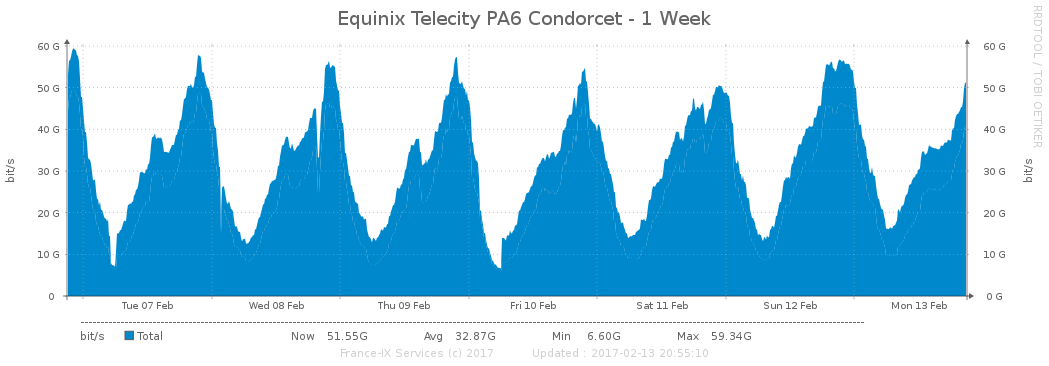 Equinix Telecity PA6 Condorcet - 1 Week
RRDTOOL / TOBI OETIKER
bit/s
60 G 60 G
50 G 50 G
40 G 40 G
30 G 30 G
20 G 20 G
10 G 10 G
0 0 G
bit/s
Tue 07 Feb Wed 08 Feb Thu 09 Feb Fri 10 Feb Sat 11 Feb Sun 12 Feb Mon 13 Feb
bit/s Total Now 51.55G Avg 32.87G Min 6.60G Max 59.34G
France-IX Services (c) 2017 Updated : 2017-02-13 20:55:10